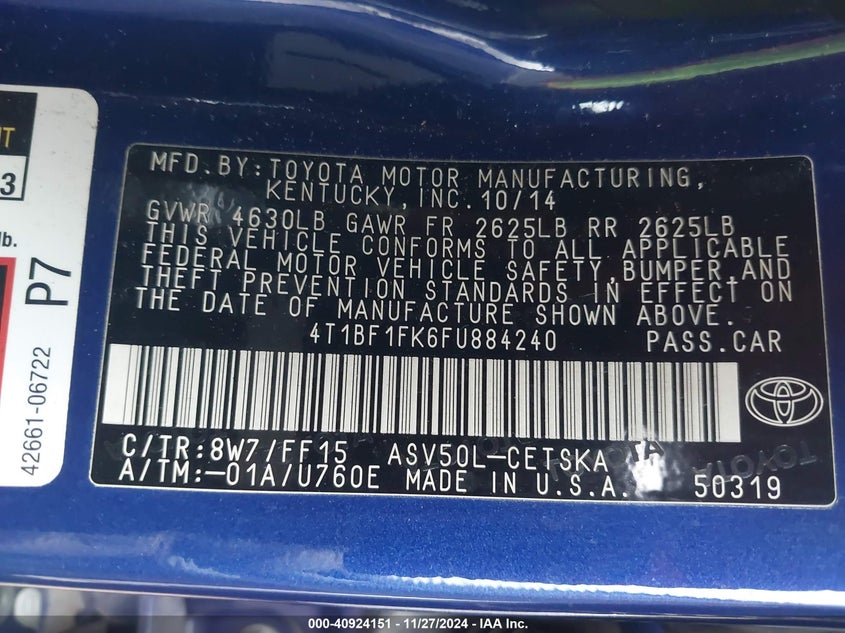 T
3
lb.
P7
42661-06722
MFD.BY:TOYOTA MOTOR MANUFACTURING,
KENTUCKY,INC.10/14
GVWR 4630LB GAWR FR 2625LB RR 2625LB
THIS VEHICLE CONFORMS TO ALL APPLICABLE
FEDERAL MOTOR VEHICLE SAFETY,BUMPER,AND
THEFT PREVENTION STANDARDS IN EFFECT ON
THE DATE OF MANUFACTURE SHOWN ABOVE.
4T1BF1FK6FU884240 PASS.CAR
C/TR:8W7/FF15 ASV50L-CETSKA
A/TM:-01A/U760E MADE IN U.S.A. 50319
TOYOTA
000-40924151 - 11/27/2024 - IAA Inc.